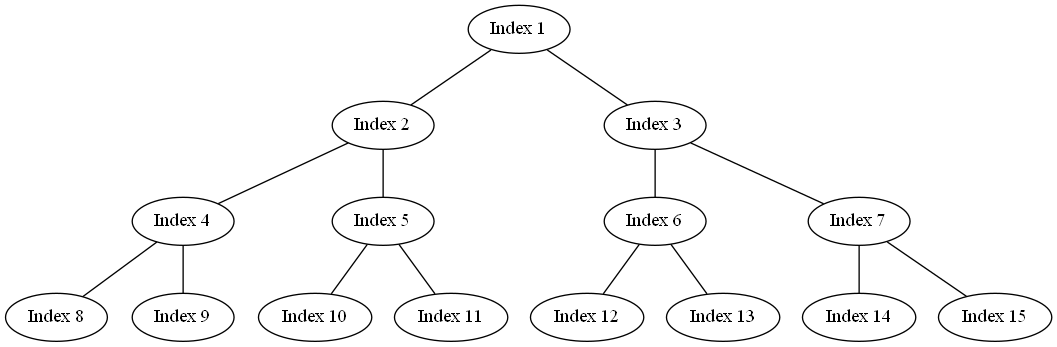 Index 1
Index 2
Index 3
Index 4
Index 5
Index 6
Index 7
Index 8
Index 9
Index 10
Index 11
Index 12
Index 13
Index 14
Index 15